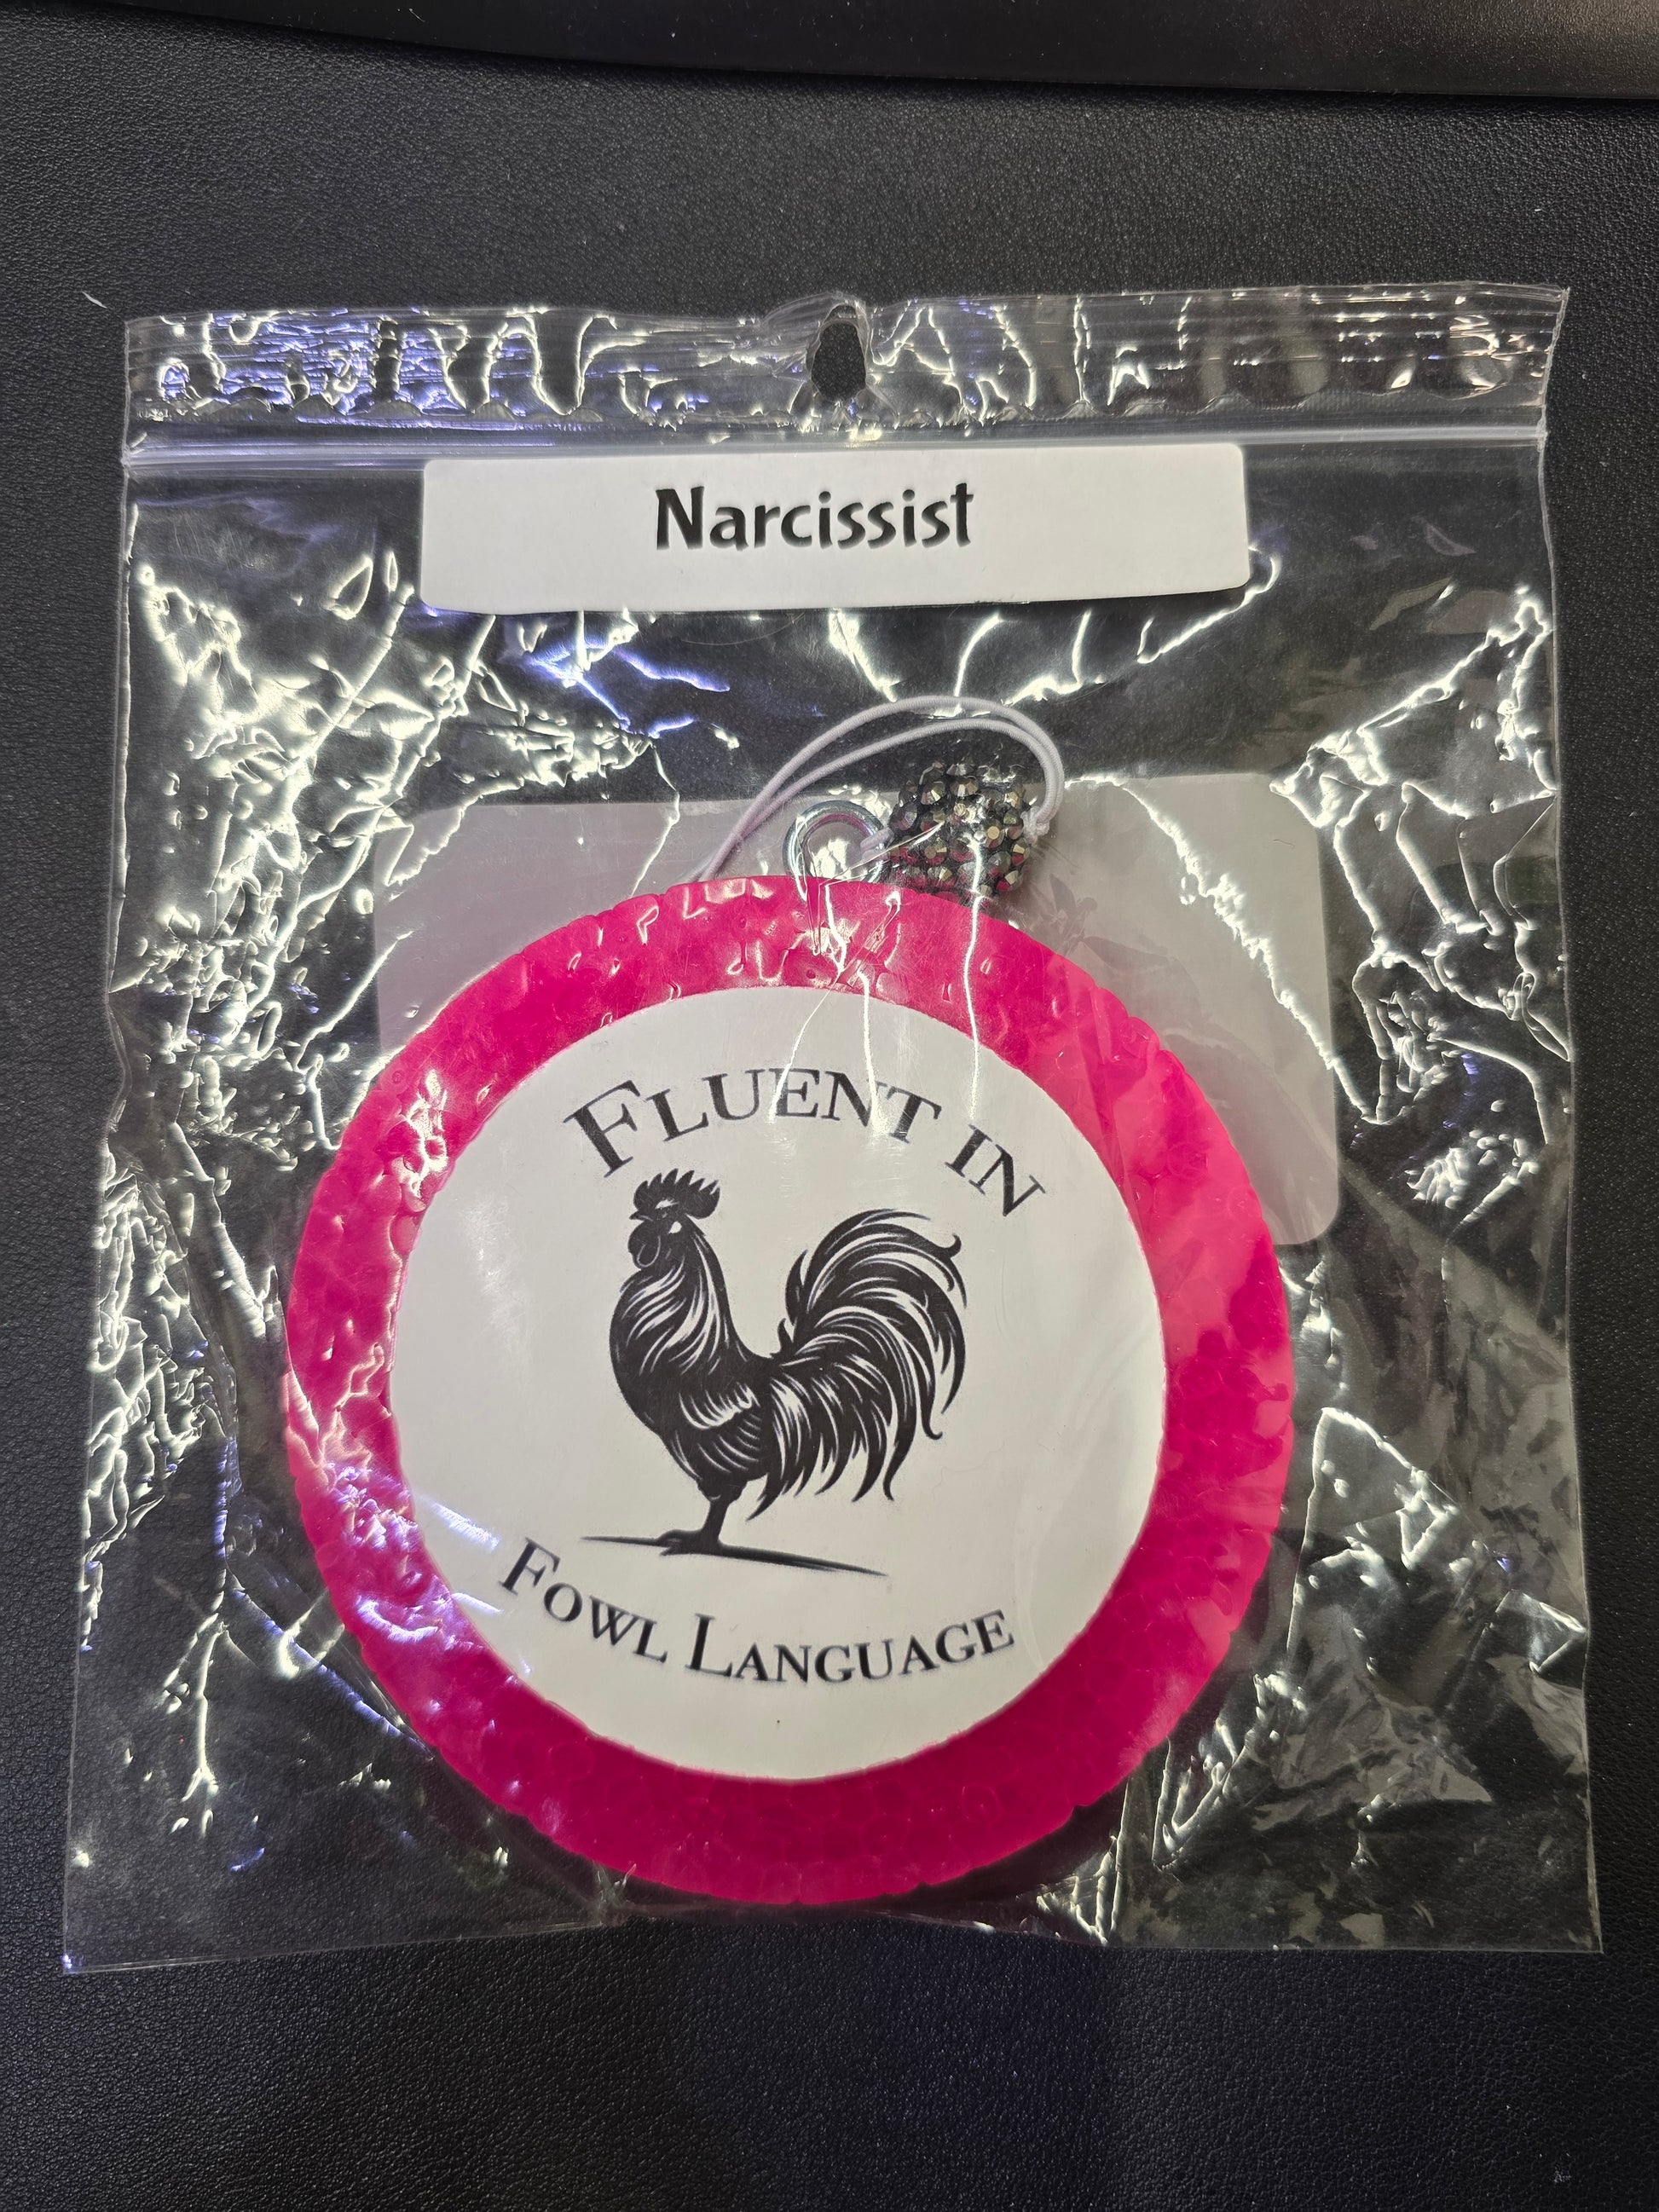 Narcissist
FLUENT IN
FOWL LANGUAGE